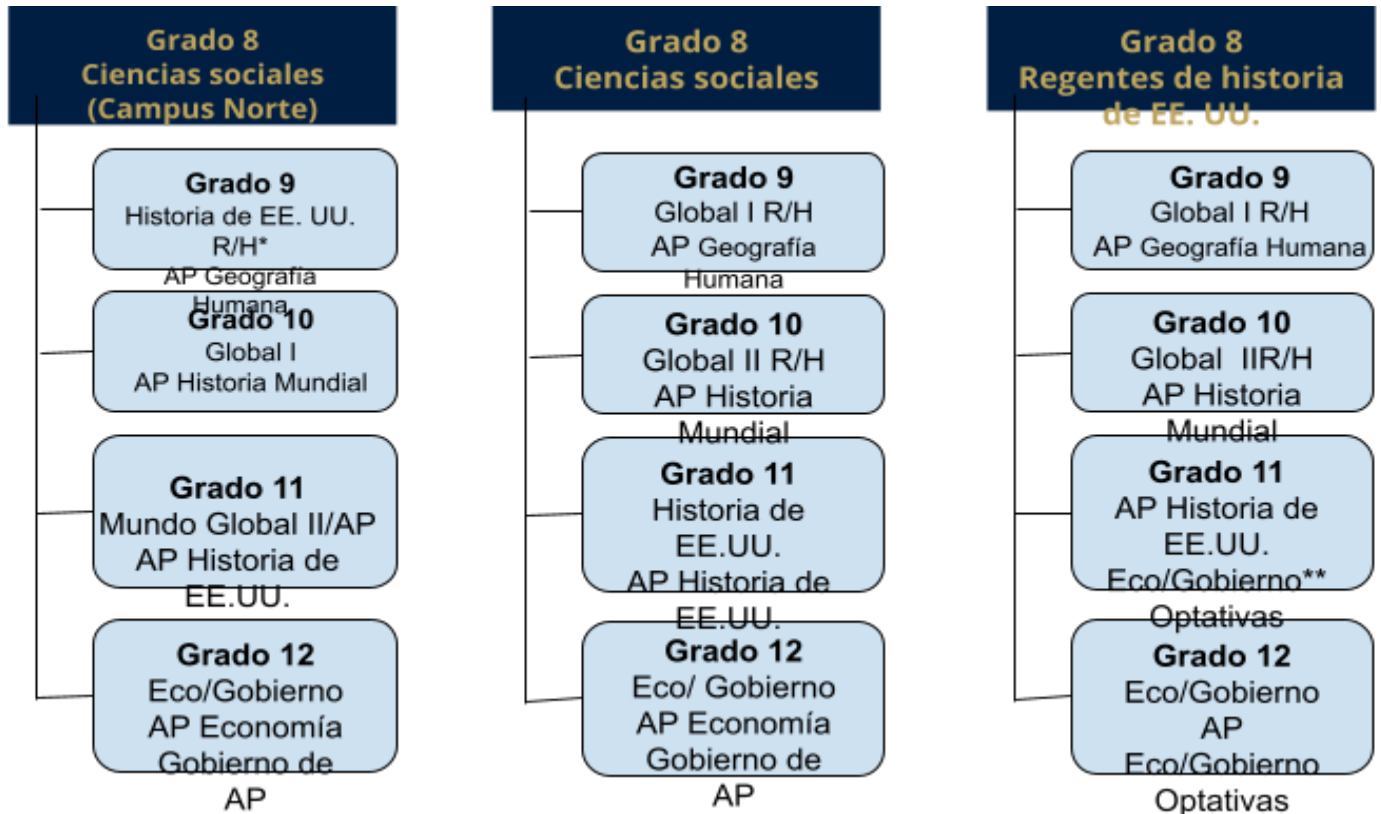 Grado 8
Ciencias sociales
(Campus Norte)
Grado 9
Historia de EE. UU.
R/H*
AP Geografía
Humana
Grado 10
Global I
AP Historia Mundial
Grado 11
Mundo Global II/AP
AP Historia de
EE.UU.
Grado 12
Eco/Gobierno
AP Economía
Gobierno de
AP
Grado 8
Ciencias sociales
Grado 9
Global I R/H
AP Geografía
Humana
Grado 10
Global II R/H
AP Historia
Mundial
Grado 11
Historia de
EE.UU.
AP Historia de
EE.UU.
Grado 12
Eco/ Gobierno
AP Economía
Gobierno de
AP
Grado 8
Regentes de historia
de EE. UU.
Grado 9
Global I R/H
AP Geografía Humana
Grado 10
Global IIR/H
AP Historia
Mundial
Grado 11
AP Historia de
EE.UU.
Eco/Gobierno**
Optativas
Grado 12
Eco/Gobierno
AP
Eco/Gobierno
Optativas